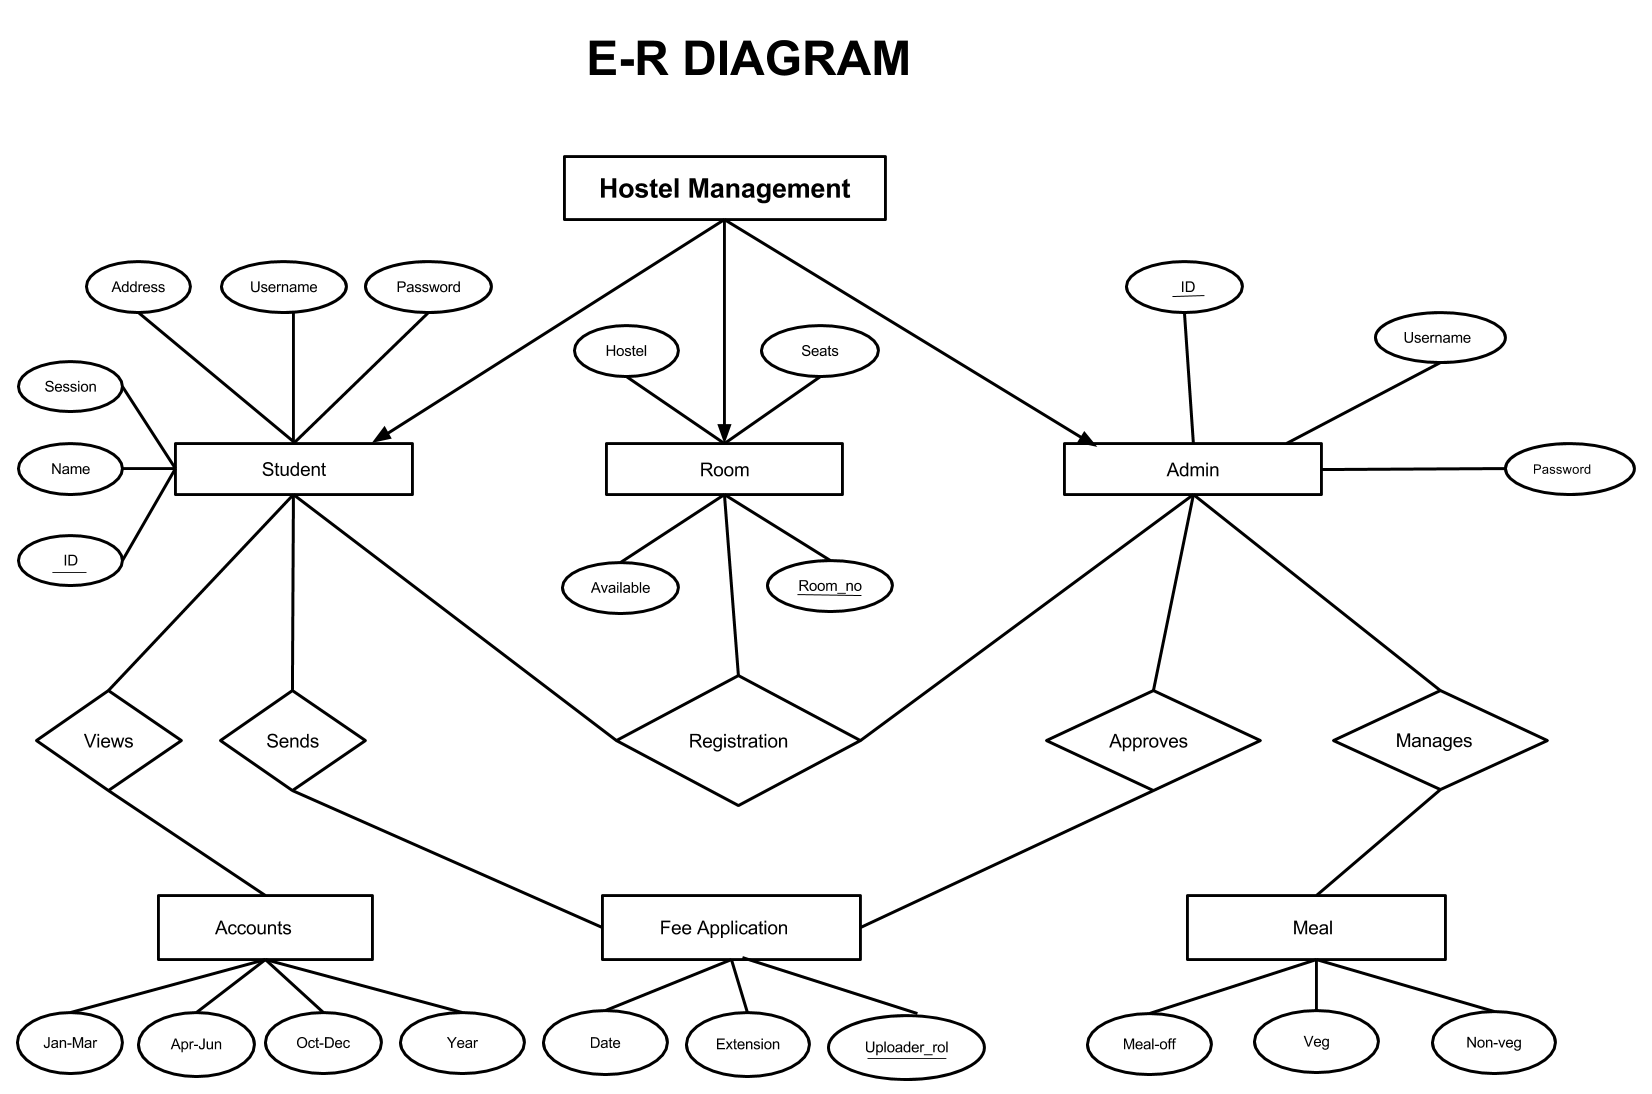 E-R DIAGRAM
Hostel Management
Address
Username
Password
ID
Username
Hostel
Seats
Session
Name
ID
Student
Room
Admin
Password
Available
Room_no
Views
Sends
Registration
Approves
Manages
Accounts
Fee Application
Meal
Jan-Mar
Apr-Jun
Oct-Dec
Year
Date
Extension
Uploader_rol
Meal-off
Veg
Non-veg